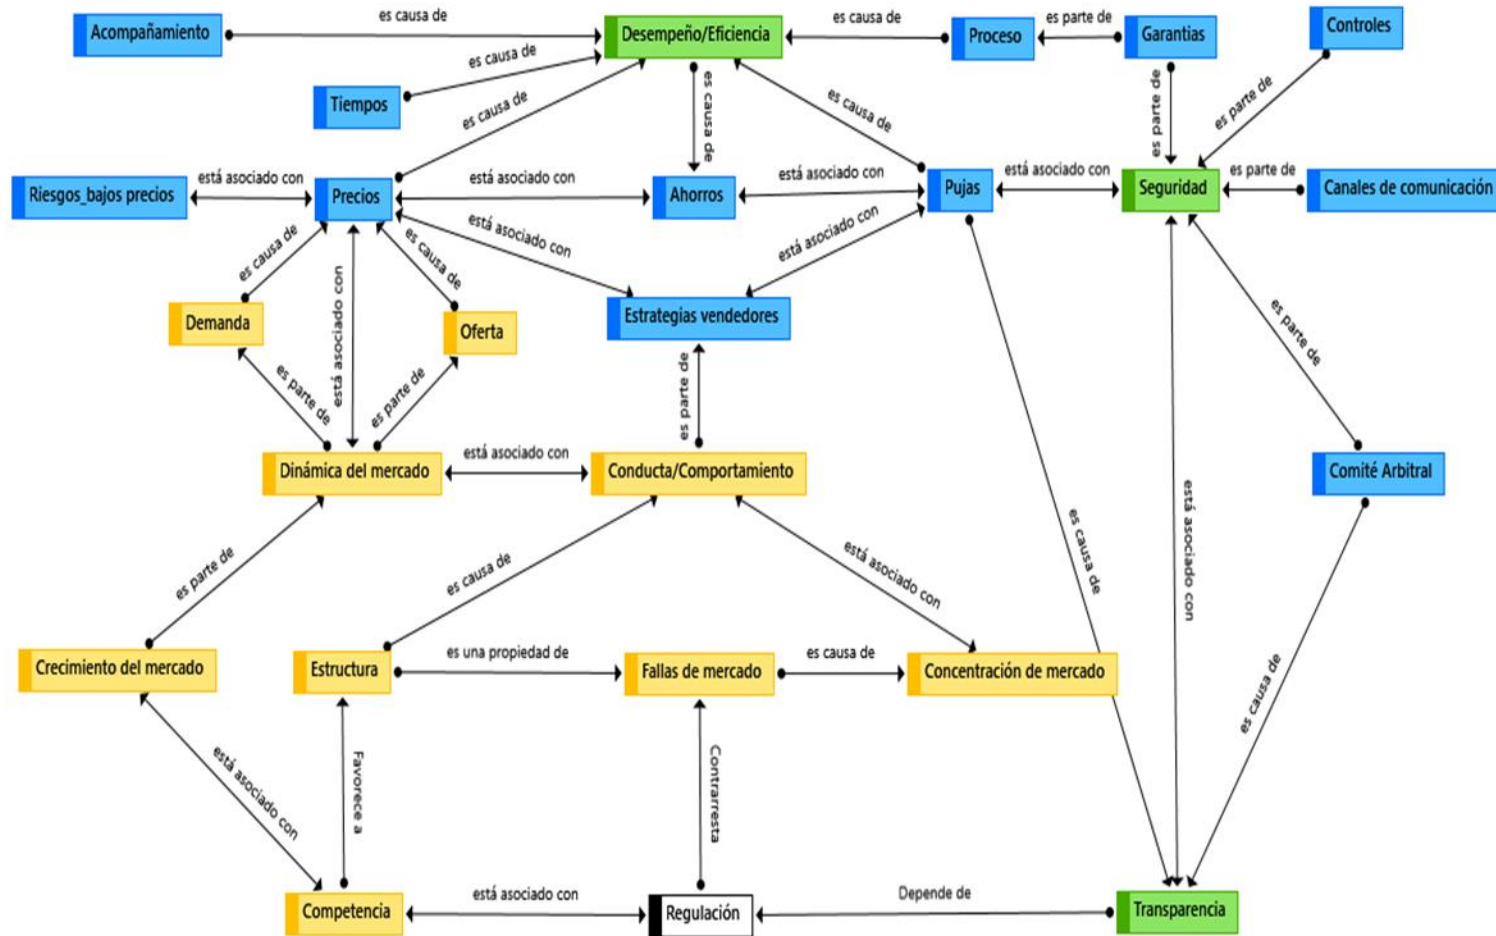 es causa de
es causa de
es parte de
Acompañamiento
Desempeño/Eficiencia
Proceso
Garantias
Controles
es causa de
Tiempos
es causa de
es causa de
es causa de
es parte de
es parte de
Riesgos_bajos precios
está asociado con
Precios
está asociado con
Ahorros
está asociado con
Pujas
está asociado con
Seguridad
es parte de
Canales de comunicación
es causa de
está asociado con
es causa de
está asociado con
está asociado con
Demanda
Oferta
Estrategias vendedores
es parte de
es parte de
es parte de
es parte de
Dinámica del mercado
está asociado con
Conducta/Comportamiento
Comité Arbitral
es parte de
es causa de
está asociado con
es causa de
está asociado con
Crecimiento del mercado
Estructura
es una propiedad de
Fallas de mercado
es causa de
Concentración de mercado
es causa de
está asociado con
Favorece a
Contrarresta
Competencia
está asociado con
Regulación
Depende de
Transparencia